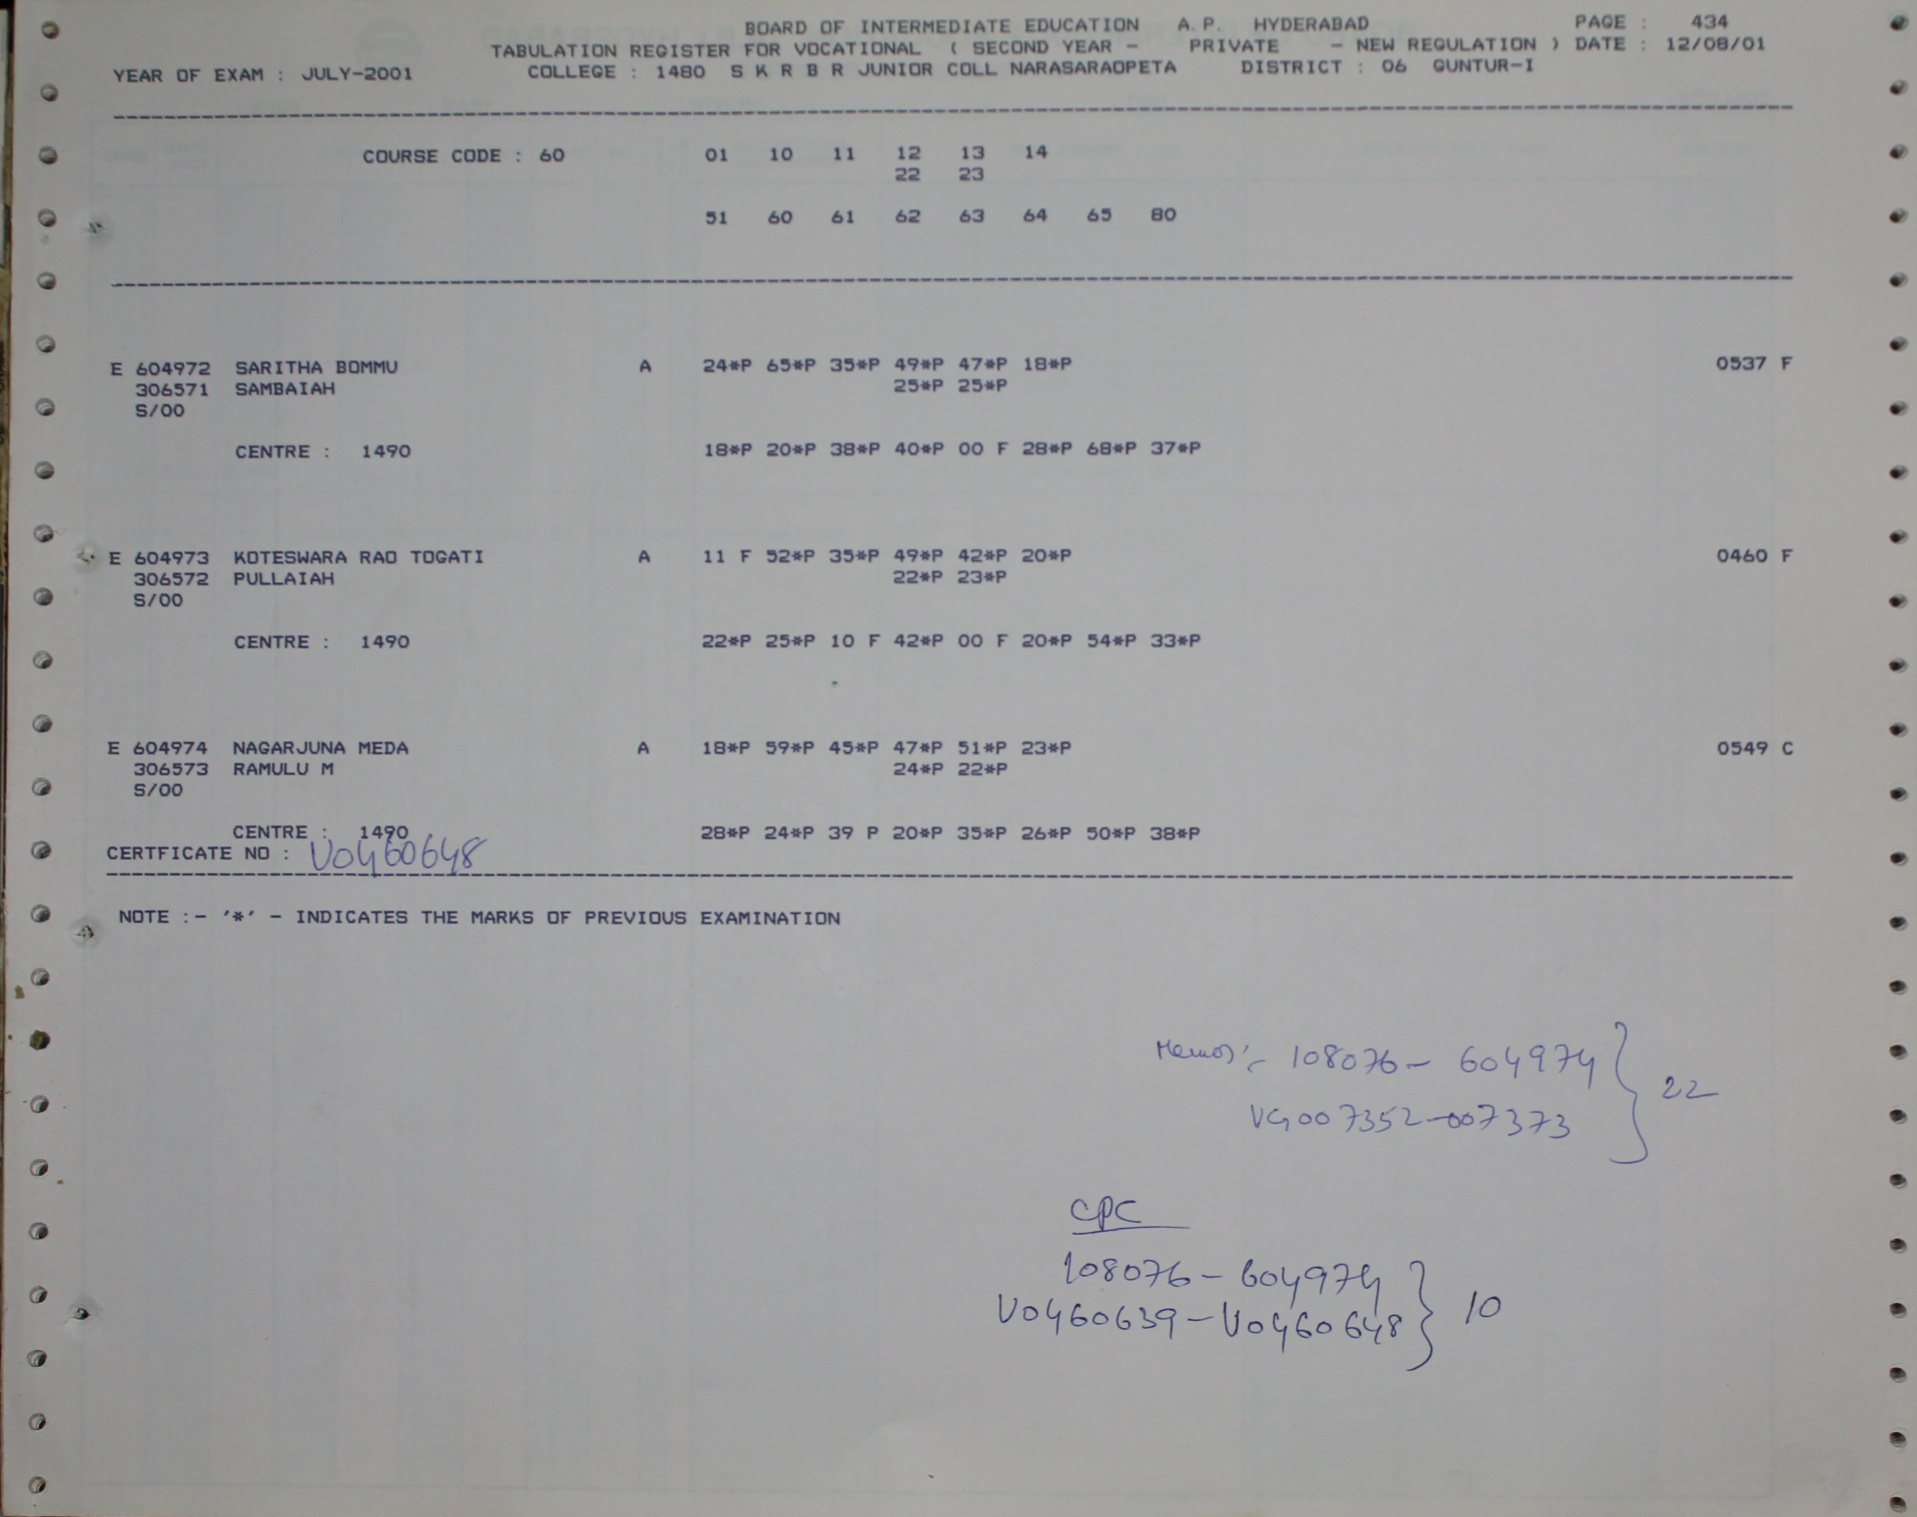 BOARD OF INTERMEDIATE EDUCATION A.P. HYDERABAD PAGE : 434
TABULATION REGISTER FOR VOCATIONAL ( SECOND YEAR - PRIVATE - NEW REGULATION ) DATE : 12/08/01
YEAR OF EXAM : JULY-2001 COLLEGE : 1480 S K R B R JUNIOR COLL NARASARAOPETA DISTRICT : 06 GUNTUR-I
COURSE CODE : 60 01 10 11 12 13 14
22 23
51 60 61 62 63 64 65 80
E 604972 SARITHA BOMMU A 24*P 65*P 35*P 49*P 47*P 18*P 0537 F
306571 SAMBAIAH 25*P 25*P
S/00
CENTRE : 1490 18*P 20*P 38*P 40*P 00 F 28*P 68*P 37*P
E 604973 KOTESWARA RAO TOGATI A 11 F 52*P 35*P 49*P 42*P 20*P 0460 F
306572 PULLAIAH 22*P 23*P
S/00
CENTRE : 1490 22*P 25*P 10 F 42*P 00 F 20*P 54*P 33*P
E 604974 NAGARJUNA MEDA A 18*P 59*P 45*P 47*P 51*P 23*P 0549 C
306573 RAMULU M 24*P 22*P
S/00
CENTRE : 1490 28*P 24*P 39 P 20*P 35*P 26*P 50*P 38*P
CERTFICATE NO : V0460648
NOTE :- '*' - INDICATES THE MARKS OF PREVIOUS EXAMINATION
Memos:- 108076 - 604974 } 22
VG007352-007373
CPC
108076 - 604974 } 10
V0460639 - V0460648